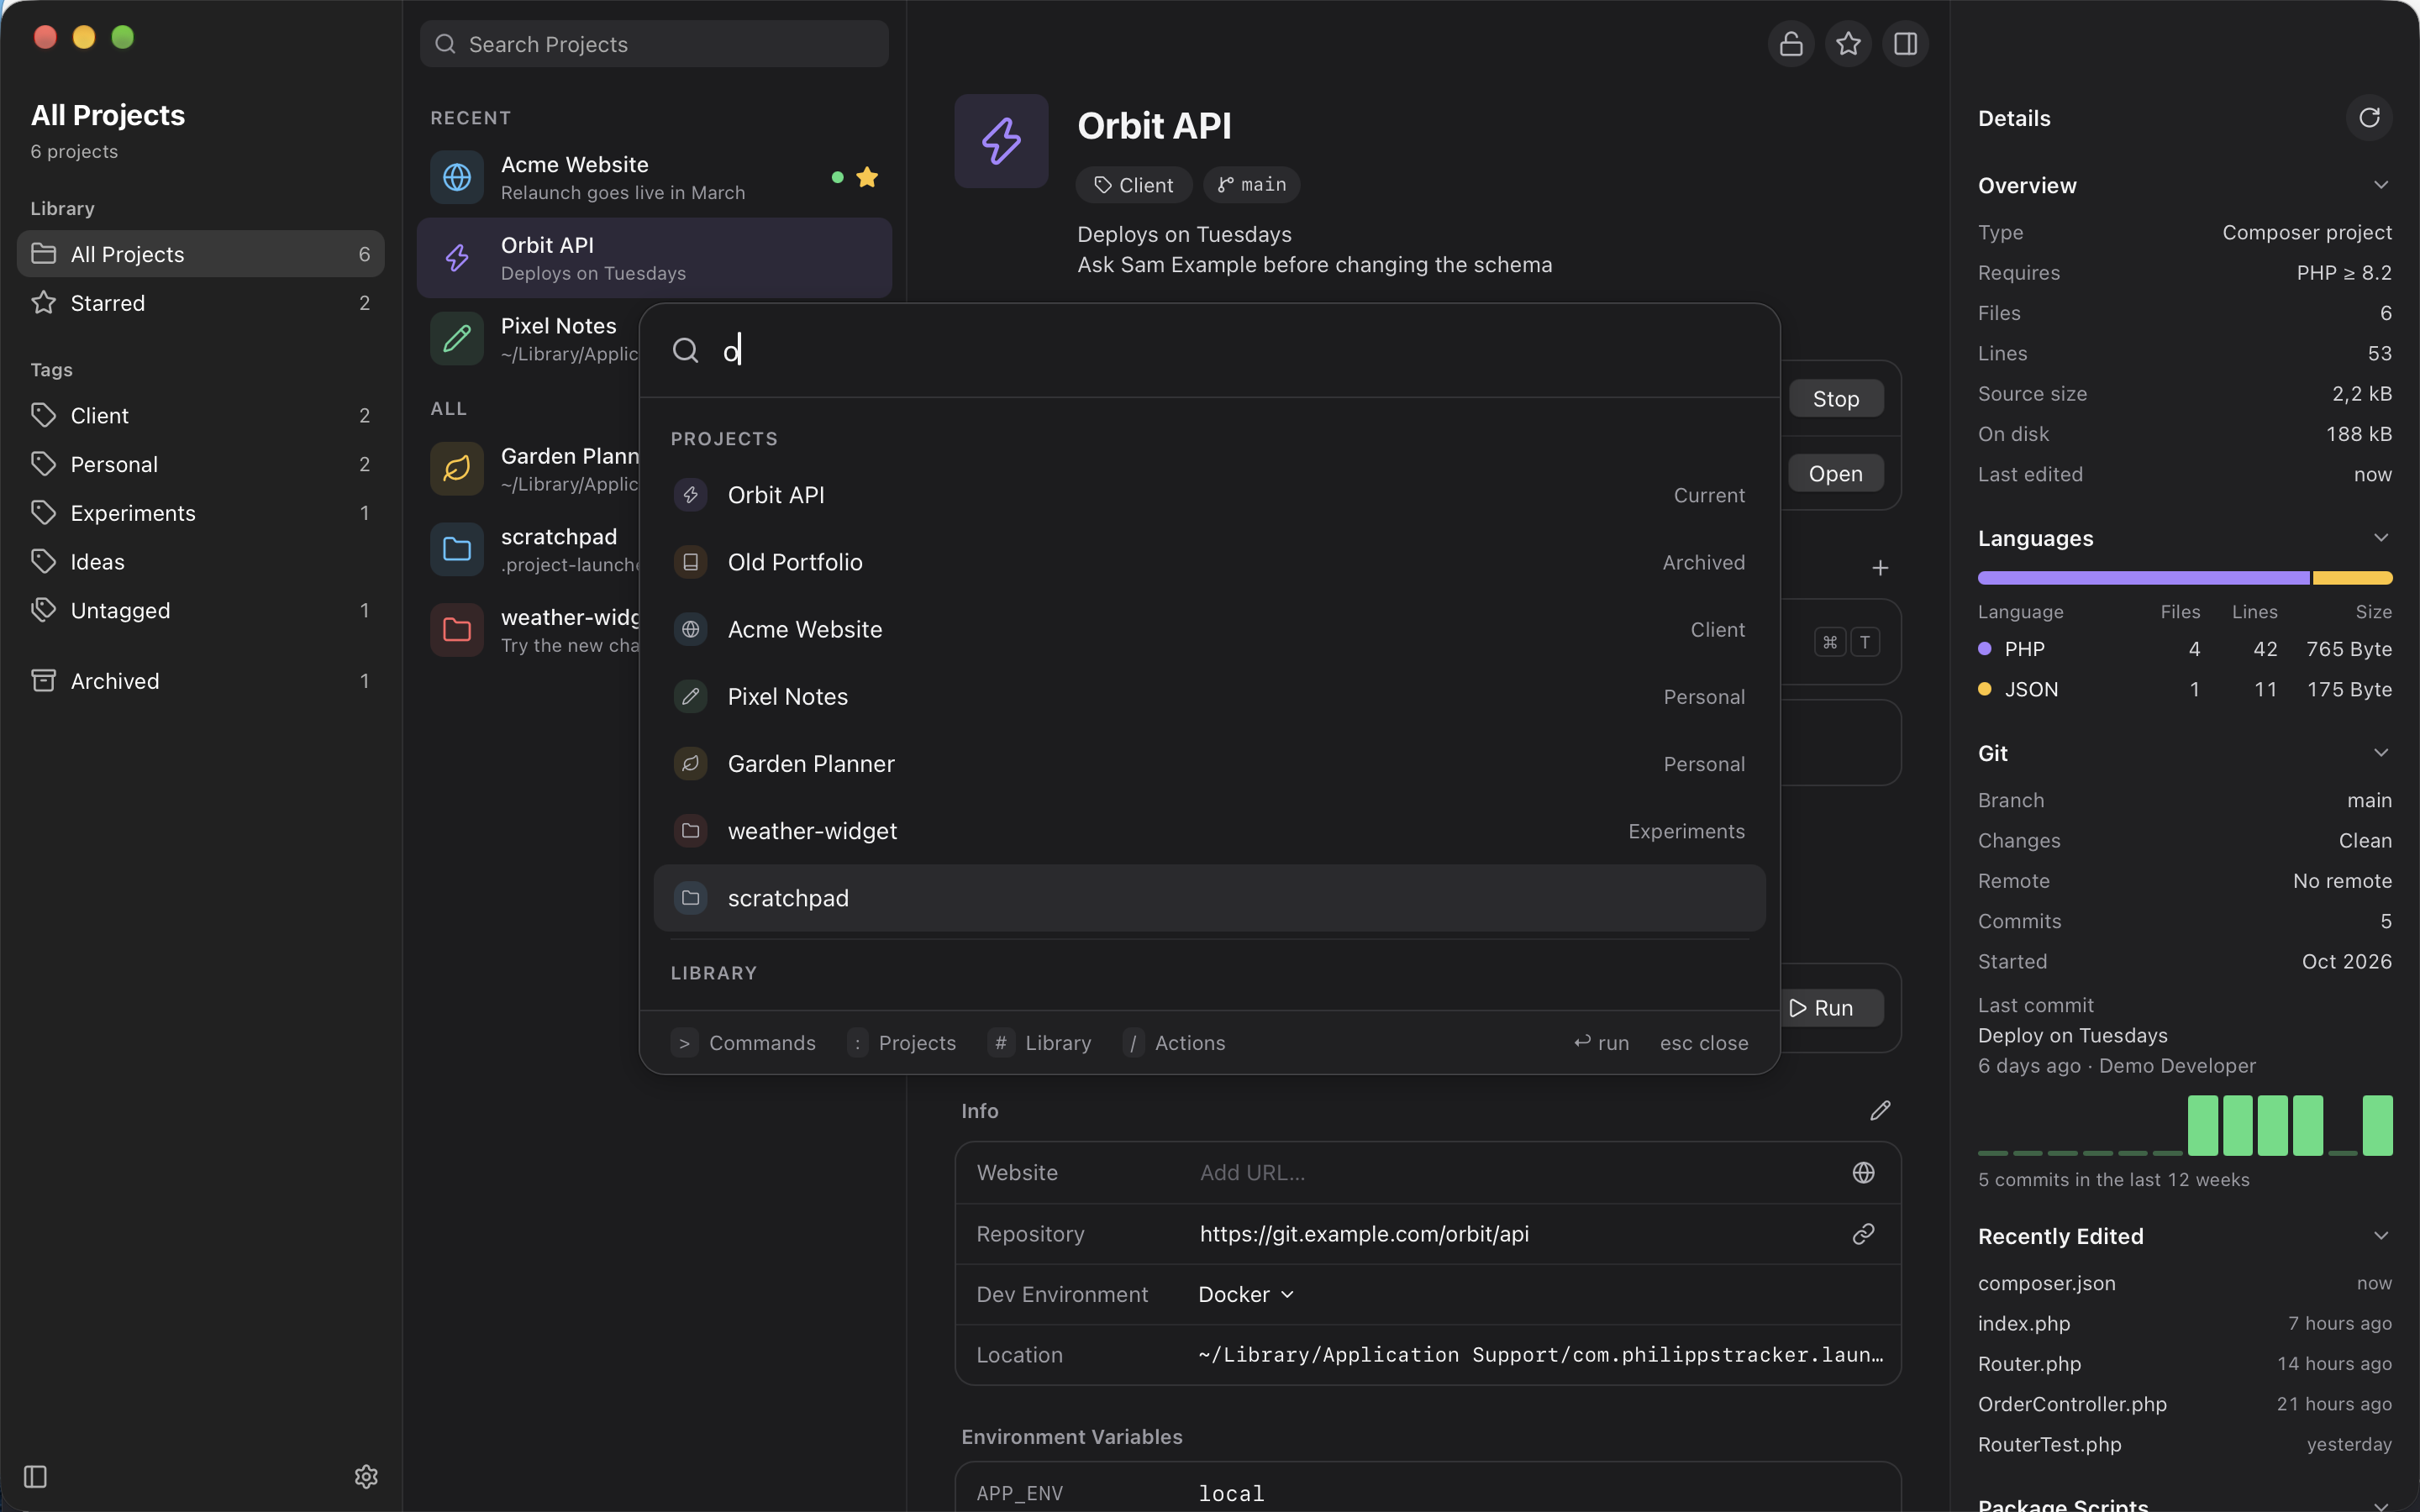 All Projects
6 projects
Library
All Projects 6
Starred 2
Tags
Client 2
Personal 2
Experiments 1
Ideas
Untagged 1
Archived 1
Search Projects
RECENT
Acme Website
Relaunch goes live in March
Orbit API
Deploys on Tuesdays
Pixel Notes
~/Library/Applic
ALL
Garden Plann
~/Library/Applic
scratchpad
.project-launche
weather-widg
Try the new cha
Orbit API
Client main
Deploys on Tuesdays
Ask Sam Example before changing the schema
Stop
Open
⌘ T
Run
o
PROJECTS
Orbit API Current
Old Portfolio Archived
Acme Website Client
Pixel Notes Personal
Garden Planner Personal
weather-widget Experiments
scratchpad
LIBRARY
> Commands : Projects # Library / Actions run esc close
Info
Website Add URL...
Repository https://git.example.com/orbit/api
Dev Environment Docker
Location ~/Library/Application Support/com.philippstracker.laun…
Environment Variables
APP_ENV local
Details
Overview
Type Composer project
Requires PHP ≥ 8.2
Files 6
Lines 53
Source size 2,2 kB
On disk 188 kB
Last edited now
Languages
Language Files Lines Size
PHP 4 42 765 Byte
JSON 1 11 175 Byte
Git
Branch main
Changes Clean
Remote No remote
Commits 5
Started Oct 2026
Last commit
Deploy on Tuesdays
6 days ago · Demo Developer
5 commits in the last 12 weeks
Recently Edited
composer.json now
index.php 7 hours ago
Router.php 14 hours ago
OrderController.php 21 hours ago
RouterTest.php yesterday
Package Scripts